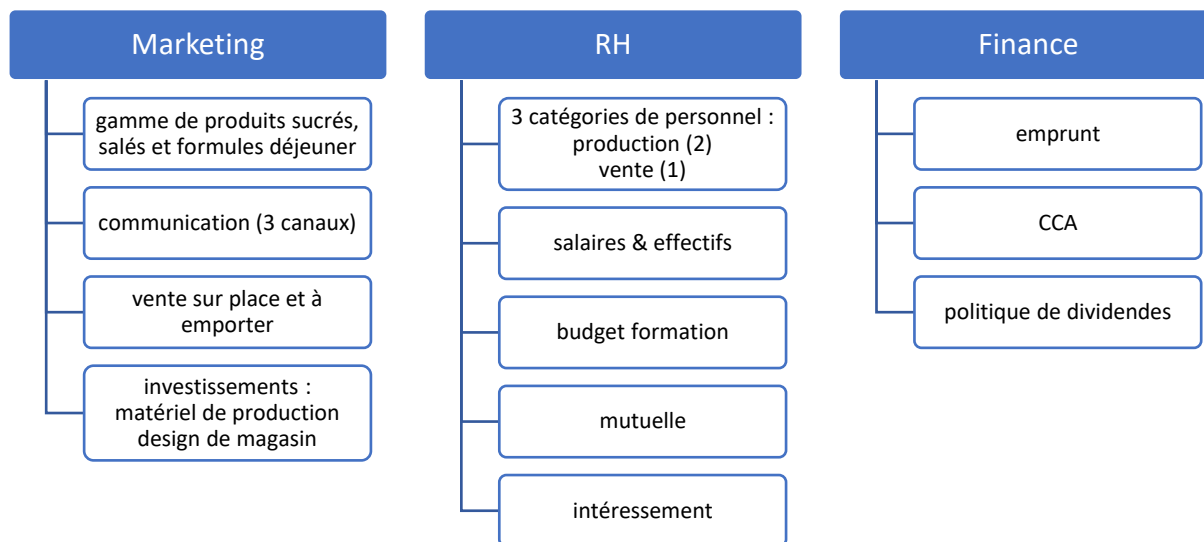 Marketing
gamme de produits sucrés,
salés et formules déjeuner
communication (3 canaux)
vente sur place et à
emporter
investissements :
matériel de production
design de magasin
RH
3 catégories de personnel :
production (2)
vente (1)
salaires & effectifs
budget formation
mutuelle
intéressement
Finance
emprunt
CCA
politique de dividendes